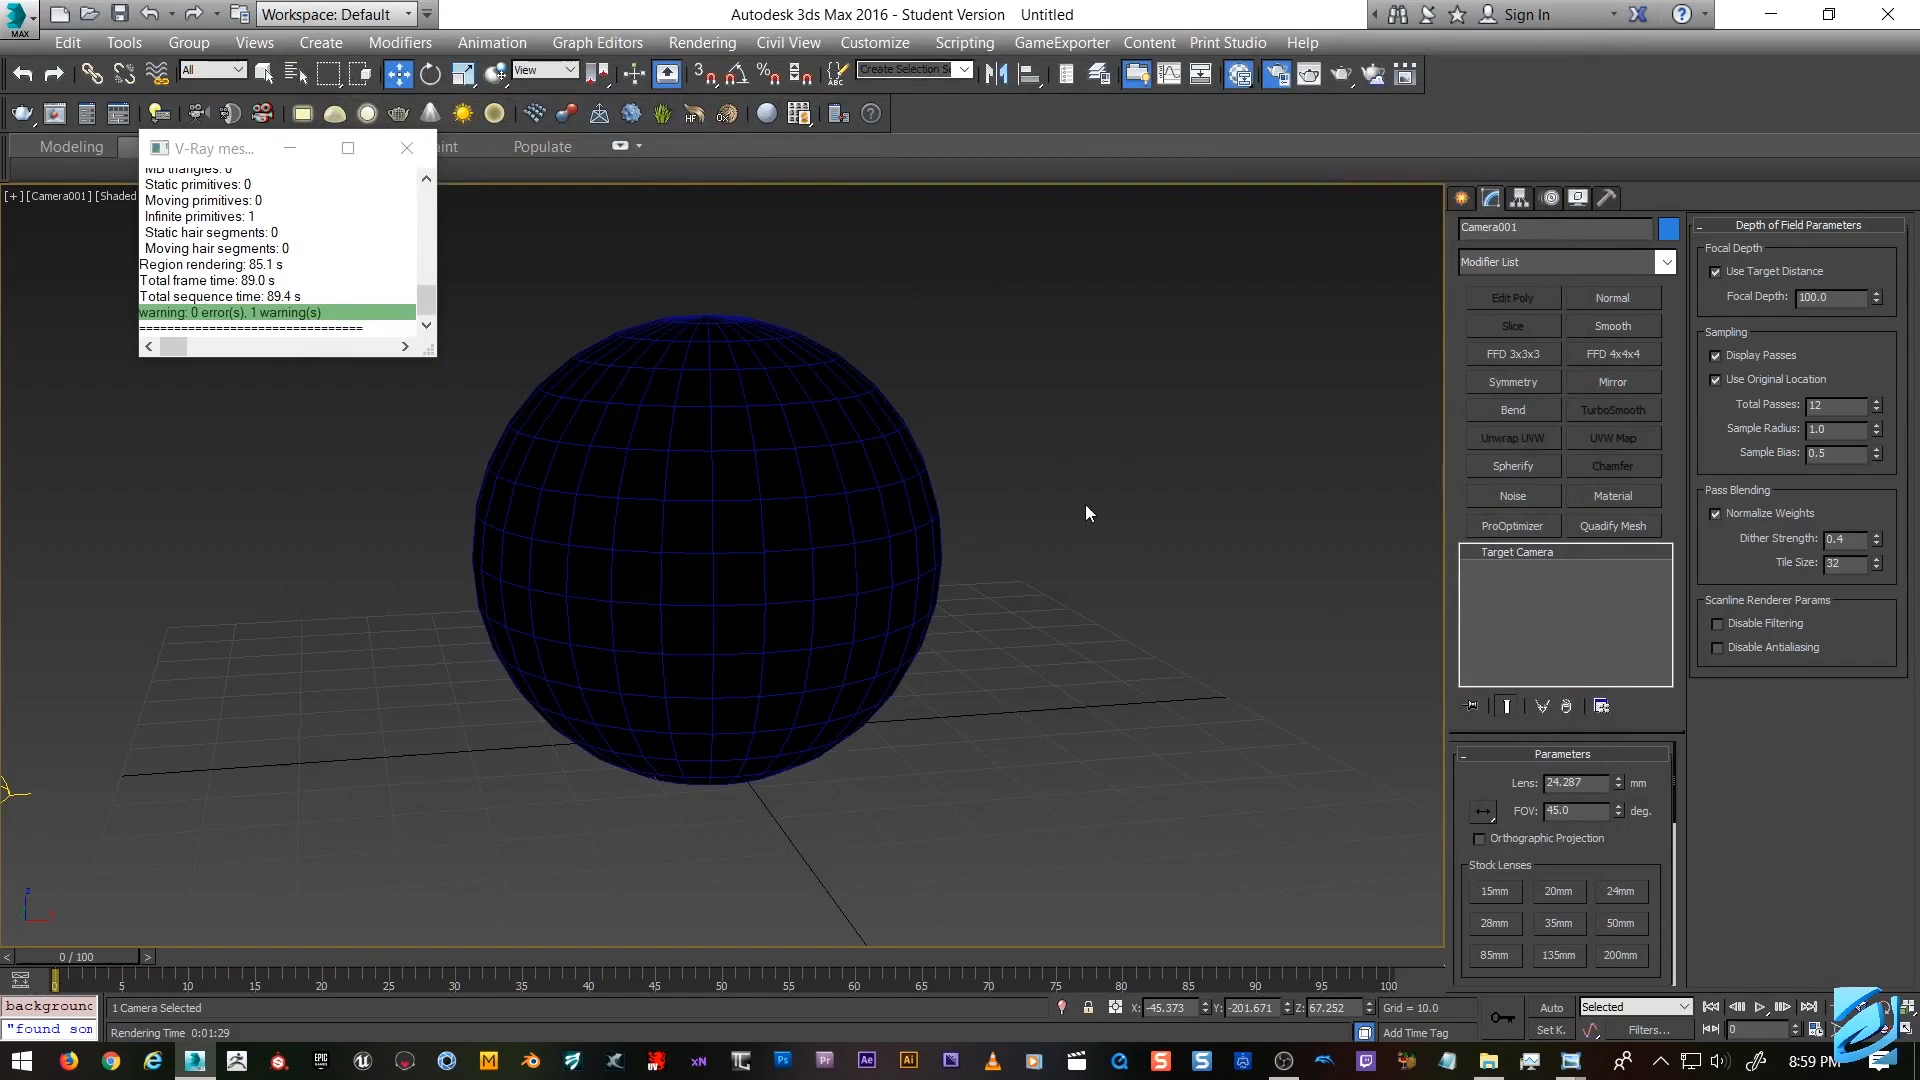 Workspace: Default
Autodesk 3ds Max 2016 - Student Version Untitled
Sign In
MAX
Edit Tools Group Views Create Modifiers Animation Graph Editors Rendering Civil View Customize Scripting GameExporter Content Print Studio Help
All
View
3
ABC
Create Selection Se
HF
Modeling
aint
Populate
V-Ray mes...
MB triangles: 0
Static primitives: 0
Moving primitives: 0
Infinite primitives: 1
Static hair segments: 0
Moving hair segments: 0
Region rendering: 85.1 s
Total frame time: 89.0 s
Total sequence time: 89.4 s
warning: 0 error(s), 1 warning(s)
==============================
[+] [Camera001] [Shaded
z
Camera001
Modifier List
Edit Poly Normal
Slice Smooth
FFD 3x3x3 FFD 4x4x4
Symmetry Mirror
Bend TurboSmooth
Unwrap UVW UVW Map
Spherify Chamfer
Noise Material
ProOptimizer Quadify Mesh
Target Camera
Parameters
Lens: 24.287 mm
FOV: 45.0 deg.
Orthographic Projection
Stock Lenses
15mm 20mm 24mm
28mm 35mm 50mm
85mm 135mm 200mm
Depth of Field Parameters
Focal Depth
Use Target Distance
Focal Depth: 100.0
Sampling
Display Passes
Use Original Location
Total Passes: 12
Sample Radius: 1.0
Sample Bias: 0.5
Pass Blending
Normalize Weights
Dither Strength: 0.4
Tile Size: 32
Scanline Renderer Params
Disable Filtering
Disable Antialiasing
< 0 / 100 >
0 5 10 15 20 25 30 35 40 45 50 55 60 65 70 75 80 85 90 95 100
background
"found som
1 Camera Selected
Rendering Time 0:01:29
X: -45.373 Y: -201.671 Z: 67.252 Grid = 10.0
Add Time Tag
Auto Selected
Set K. Filters...
0
8:59 PM